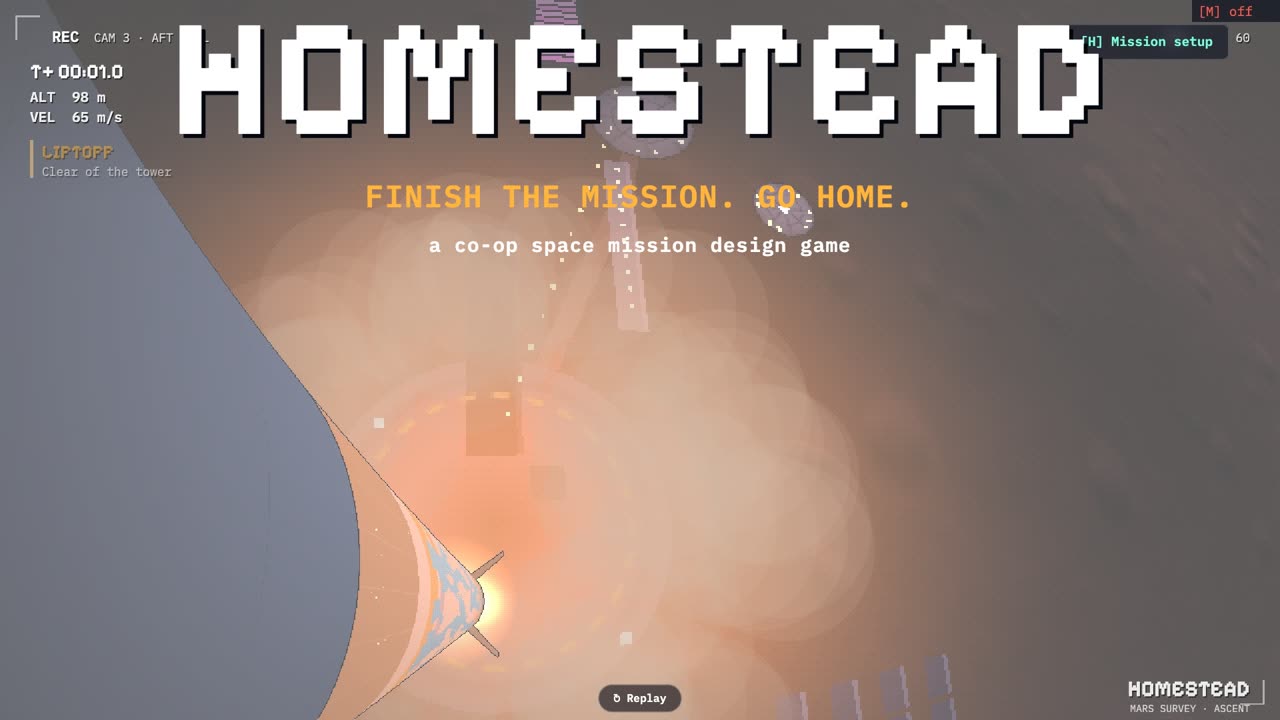 [M] off
REC CAM 3 · AFT
HOMESTEAD
[H] Mission setup
60
T+ 00:01.0
ALT 98 m
VEL 65 m/s
LIFTOFF
Clear of the tower
FINISH THE MISSION. GO HOME.
a co-op space mission design game
↻ Replay
HOMESTEAD
MARS SURVEY · ASCENT